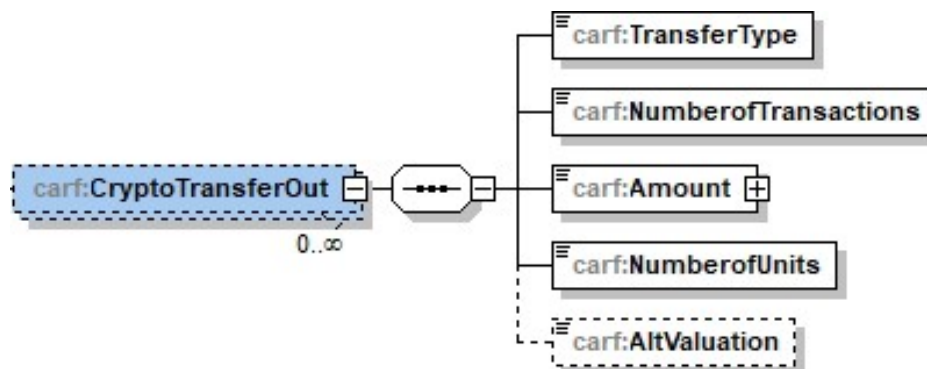 carf:TransferType
carf:NumberofTransactions
carf:CryptoTransferOut
carf:Amount
0..∞
carf:NumberofUnits
carf:AltValuation